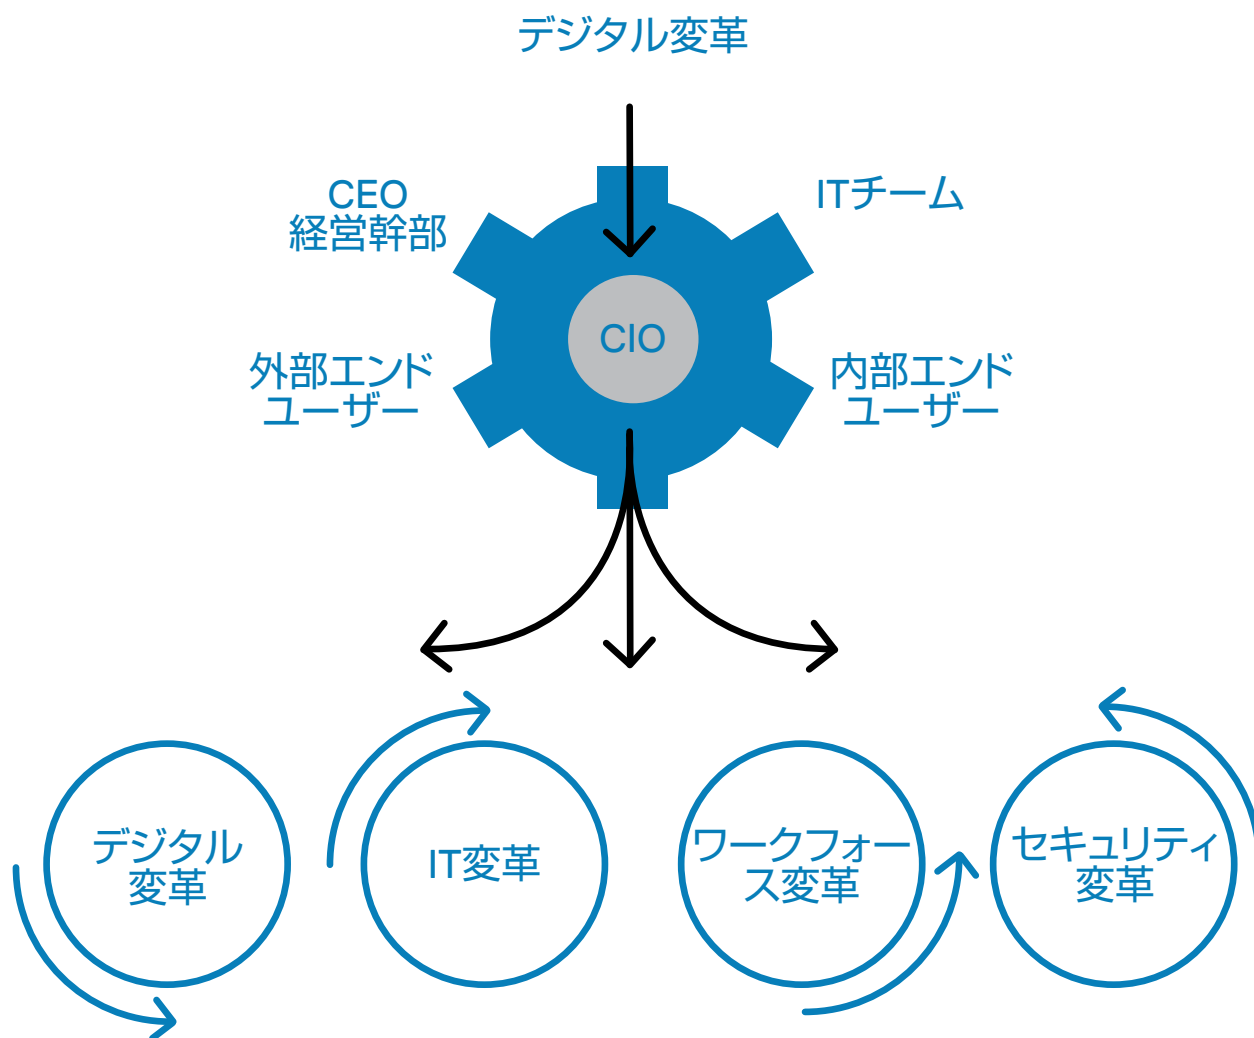 デジタル変革
CEO
経営幹部
ITチーム
CIO
外部エンド
ユーザー
内部エンド
ユーザー
デジタル
変革
IT変革
ワークフォー
ス変革
セキュリティ
変革